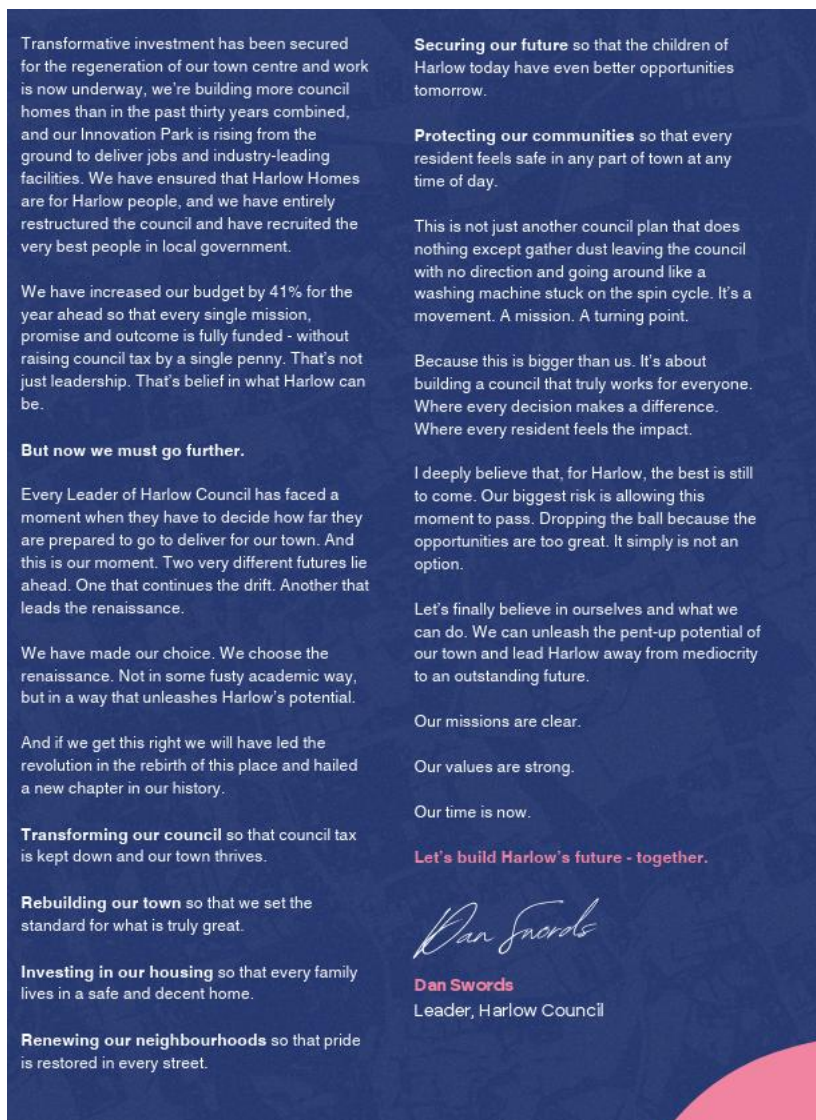 Transformative investment has been secured
for the regeneration of our town centre and work
is now underway, we're building more council
homes than in the past thirty years combined,
and our Innovation Park is rising from the
ground to deliver jobs and industry-leading
facilities. We have ensured that Harlow Homes
are for Harlow people, and we have entirely
restructured the council and have recruited the
very best people in local government.
We have increased our budget by 41% for the
year ahead so that every single mission,
promise and outcome is fully funded - without
raising council tax by a single penny. That's not
just leadership. That's belief in what Harlow can
be.
But now we must go further.
Every Leader of Harlow Council has faced a
moment when they have to decide how far they
are prepared to go to deliver for our town. And
this is our moment. Two very different futures lie
ahead. One that continues the drift. Another that
leads the renaissance.
We have made our choice. We choose the
renaissance. Not in some fusty academic way,
but in a way that unleashes Harlow's potential.
And if we get this right we will have led the
revolution in the rebirth of this place and hailed
a new chapter in our history.
Transforming our council so that council tax
is kept down and our town thrives.
Rebuilding our town so that we set the
standard for what is truly great.
Investing in our housing so that every family
lives in a safe and decent home.
Renewing our neighbourhoods so that pride
is restored in every street.
Securing our future so that the children of
Harlow today have even better opportunities
tomorrow.
Protecting our communities so that every
resident feels safe in any part of town at any
time of day.
This is not just another council plan that does
nothing except gather dust leaving the council
with no direction and going around like a
washing machine stuck on the spin cycle. It's a
movement. A mission. A turning point.
Because this is bigger than us. It's about
building a council that truly works for everyone.
Where every decision makes a difference.
Where every resident feels the impact.
I deeply believe that, for Harlow, the best is still
to come. Our biggest risk is allowing this
moment to pass. Dropping the ball because the
opportunities are too great. It simply is not an
option.
Let's finally believe in ourselves and what we
can do. We can unleash the pent-up potential of
our town and lead Harlow away from mediocrity
to an outstanding future.
Our missions are clear.
Our values are strong.
Our time is now.
Let's build Harlow's future - together.
Dan Swords
Dan Swords
Leader, Harlow Council